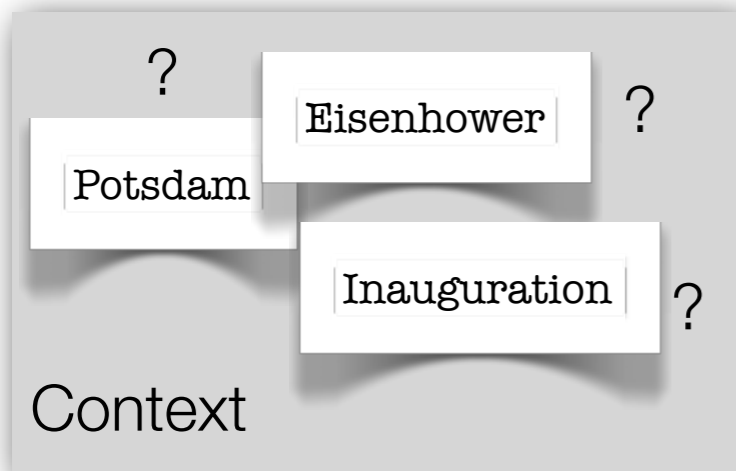 ?
Eisenhower
?
Potsdam
Inauguration
?
Context